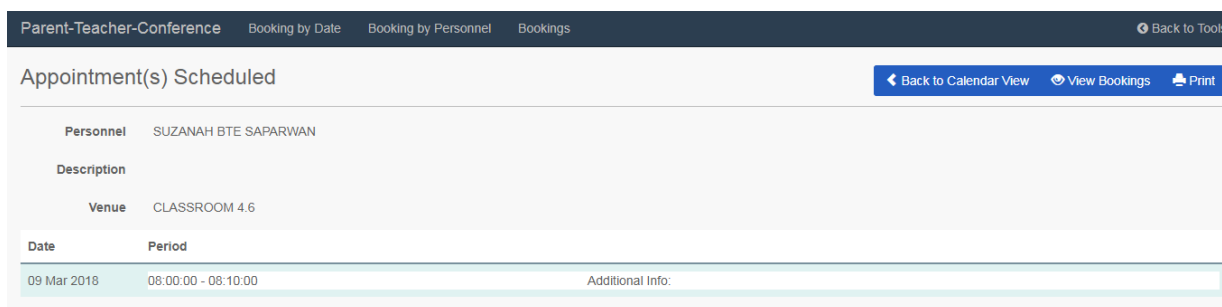 Parent-Teacher-Conference Booking by Date Booking by Personnel Bookings Back to Tools
Appointment(s) Scheduled Back to Calendar View View Bookings Print
Personnel SUZANAH BTE SAPARWAN
Description
Venue CLASSROOM 4.6
Date Period
09 Mar 2018 08:00:00 - 08:10:00 Additional Info: